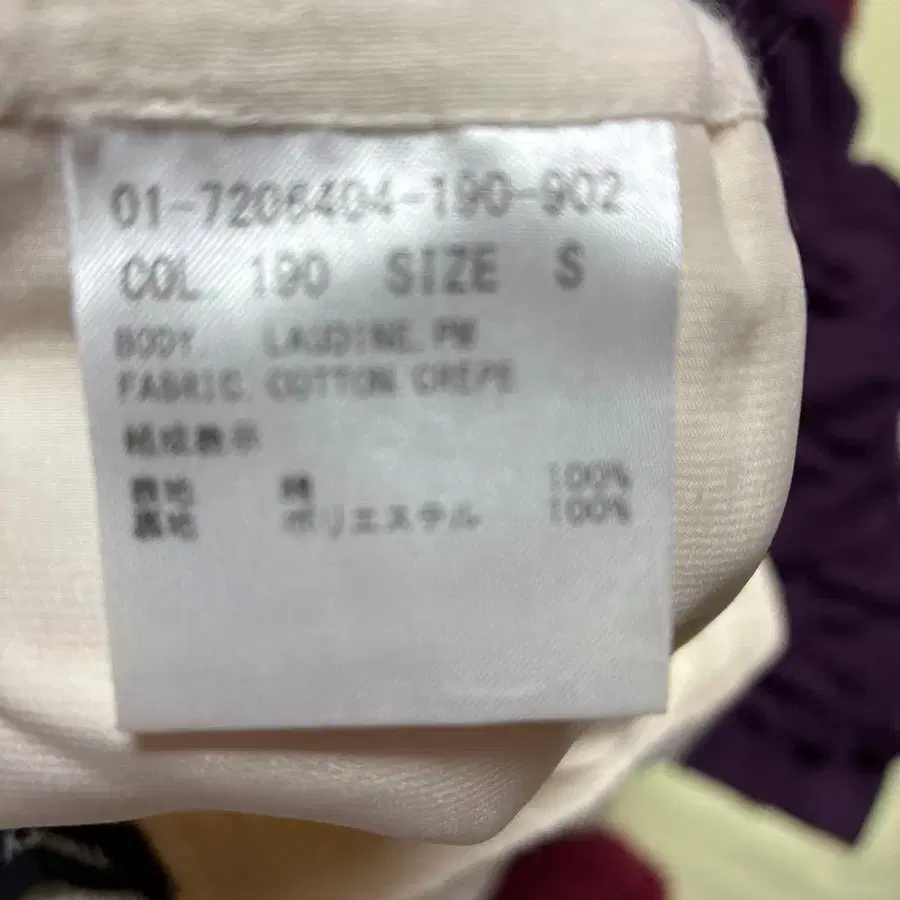 01-7206404-190-902
COL. 190 SIZE S
BODY. LAUDINE.PM
FABRIC. COTTON CREPE
組成表示
表地 綿 100%
裏地 ポリエステル 100%